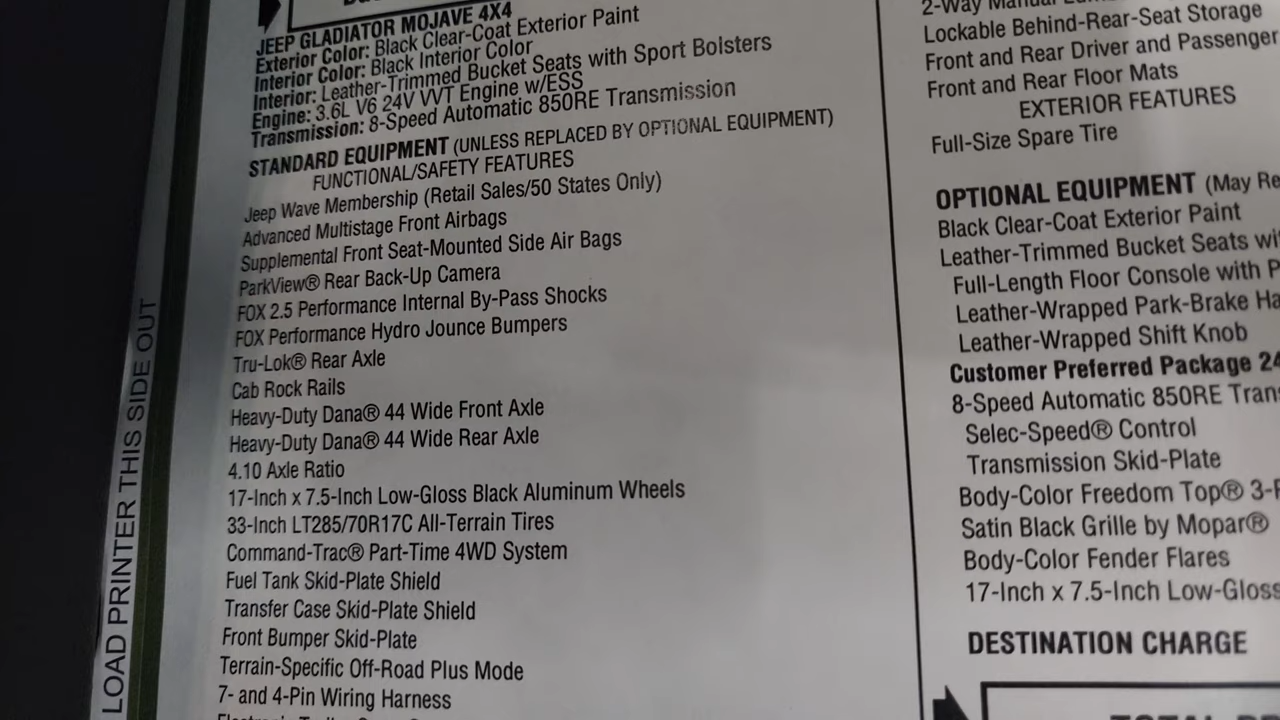 JEEP GLADIATOR MOJAVE 4X4
Exterior Color: Black Clear-Coat Exterior Paint
Interior Color: Black Interior Color
Interior: Leather-Trimmed Bucket Seats with Sport Bolsters
Engine: 3.6L V6 24V VVT Engine w/ESS
Transmission: 8-Speed Automatic 850RE Transmission
STANDARD EQUIPMENT (UNLESS REPLACED BY OPTIONAL EQUIPMENT)
FUNCTIONAL/SAFETY FEATURES
Jeep Wave Membership (Retail Sales/50 States Only)
Advanced Multistage Front Airbags
Supplemental Front Seat-Mounted Side Air Bags
ParkView® Rear Back-Up Camera
FOX 2.5 Performance Internal By-Pass Shocks
FOX Performance Hydro Jounce Bumpers
Tru-Lok® Rear Axle
Cab Rock Rails
Heavy-Duty Dana® 44 Wide Front Axle
Heavy-Duty Dana® 44 Wide Rear Axle
4.10 Axle Ratio
17-Inch x 7.5-Inch Low-Gloss Black Aluminum Wheels
33-Inch LT285/70R17C All-Terrain Tires
Command-Trac® Part-Time 4WD System
Fuel Tank Skid-Plate Shield
Transfer Case Skid-Plate Shield
Front Bumper Skid-Plate
Terrain-Specific Off-Road Plus Mode
7- and 4-Pin Wiring Harness
2-Way Manual
Lockable Behind-Rear-Seat Storage
Front and Rear Driver and Passenger
Front and Rear Floor Mats
EXTERIOR FEATURES
Full-Size Spare Tire
OPTIONAL EQUIPMENT (May Re
Black Clear-Coat Exterior Paint
Leather-Trimmed Bucket Seats wi
Full-Length Floor Console with P
Leather-Wrapped Park-Brake Ha
Leather-Wrapped Shift Knob
Customer Preferred Package 24
8-Speed Automatic 850RE Tran
Selec-Speed® Control
Transmission Skid-Plate
Body-Color Freedom Top® 3-P
Satin Black Grille by Mopar®
Body-Color Fender Flares
17-Inch x 7.5-Inch Low-Gloss
DESTINATION CHARGE
LOAD PRINTER THIS SIDE OUT